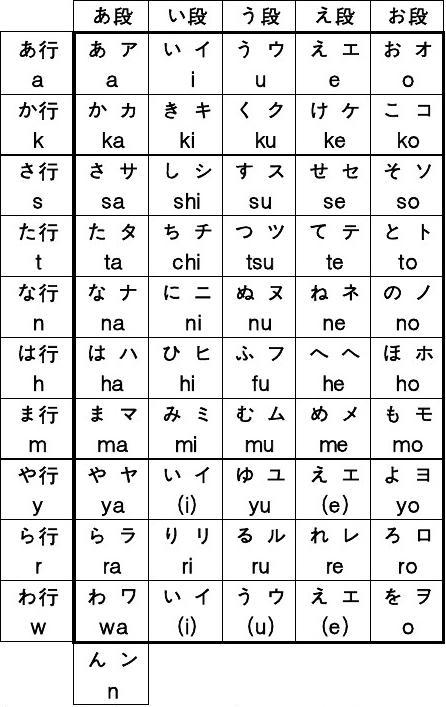 あ段 い段 う段 え段 お段
あ行 あ ア い イ う ウ え エ お オ
a a i u e o
か行 か カ き キ く ク け ケ こ コ
k ka ki ku ke ko
さ行 さ サ し シ す ス せ セ そ ソ
s sa shi su se so
た行 た タ ち チ つ ツ て テ と ト
t ta chi tsu te to
な行 な ナ に ニ ぬ ヌ ね ネ の ノ
n na ni nu ne no
は行 は ハ ひ ヒ ふ フ へ ヘ ほ ホ
h ha hi fu he ho
ま行 ま マ み ミ む ム め メ も モ
m ma mi mu me mo
や行 や ヤ い イ ゆ ユ え エ よ ヨ
y ya (i) yu (e) yo
ら行 ら ラ り リ る ル れ レ ろ ロ
r ra ri ru re ro
わ行 わ ワ い イ う ウ え エ を ヲ
w wa (i) (u) (e) o
ん ン
n